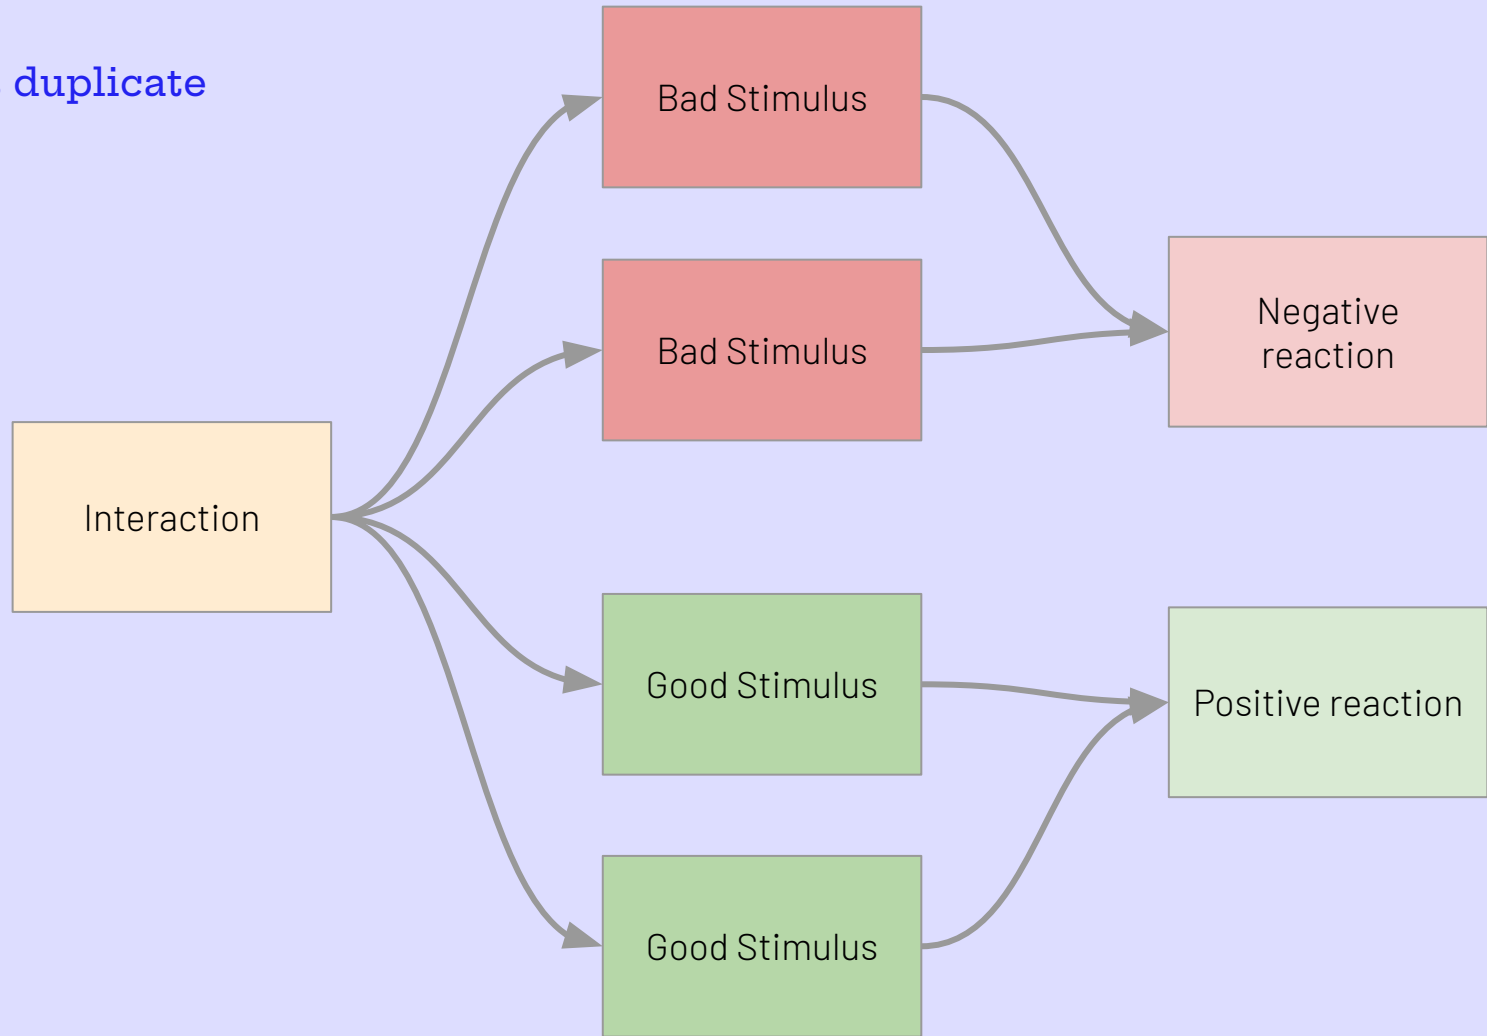 duplicate
Bad Stimulus
Bad Stimulus
Negative
reaction
Interaction
Good Stimulus
Positive reaction
Good Stimulus